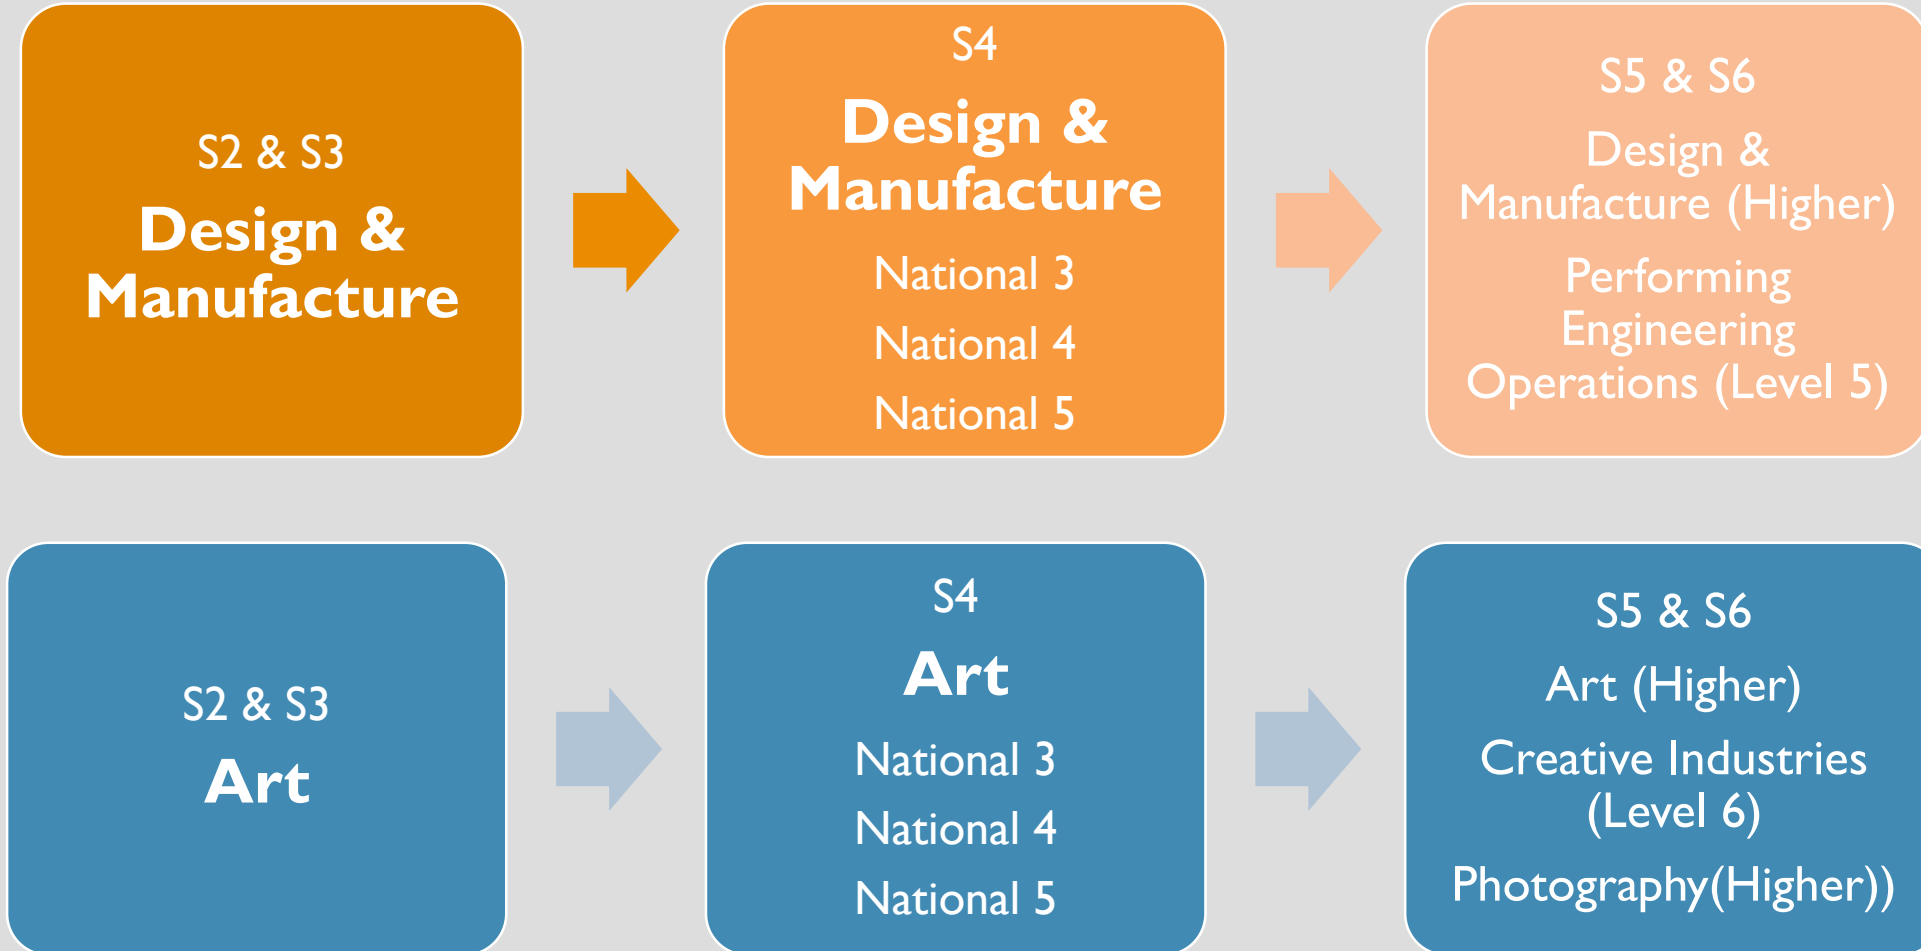 S2 & S3
Design &
Manufacture
S4
Design &
Manufacture
National 3
National 4
National 5
S5 & S6
Design &
Manufacture (Higher)
Performing
Engineering
Operations (Level 5)
S2 & S3
Art
S4
Art
National 3
National 4
National 5
S5 & S6
Art (Higher)
Creative Industries
(Level 6)
Photography(Higher))